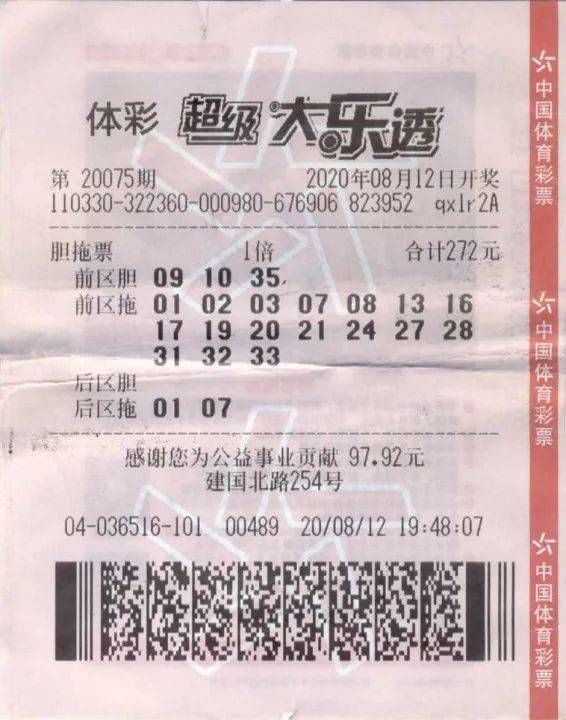 体彩 超级大乐透
第 20075期 2020年08月12日开奖
110330-322360-000980-676906 823952 qx1r2A
胆拖票 1倍 合计272元
前区胆 09 10 35
前区拖 01 02 03 07 08 13 16
17 19 20 21 24 27 28
31 32 33
后区胆
后区拖 01 07
感谢您为公益事业贡献 97.92元
建国北路254号
04-036516-101 00489 20/08/12 19:48:07
中国体育彩票
中国体育彩票
中国体育彩票